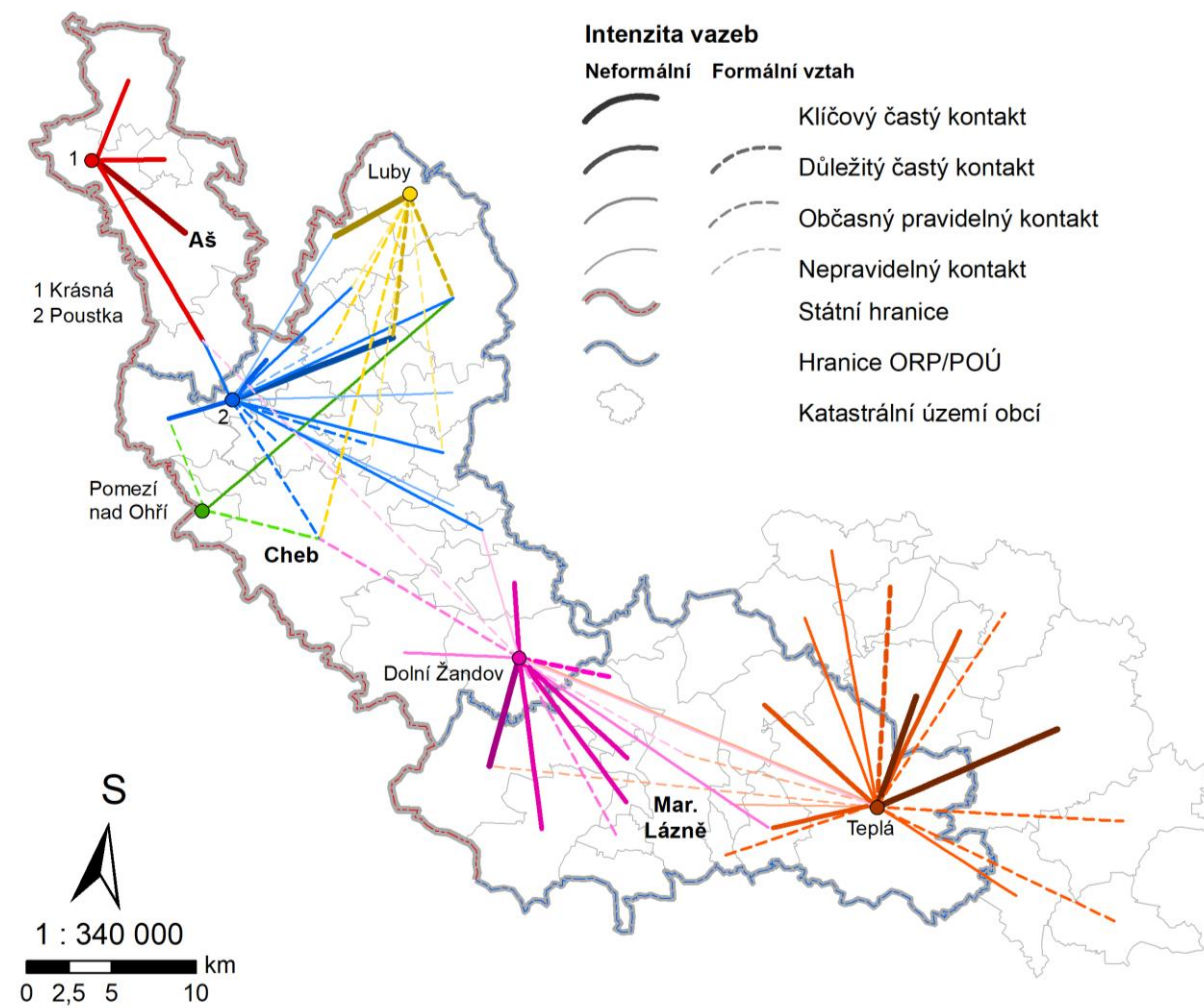 Intenzita vazeb
Neformální Formální vztah
Klíčový častý kontakt
Důležitý častý kontakt
Občasný pravidelný kontakt
Nepravidelný kontakt
Státní hranice
Hranice ORP/POÚ
Katastrální území obcí
1
Luby
Aš
1 Krásná
2 Poustka
2
Pomezí
nad Ohří
Cheb
Dolní Žandov
Mar.
Lázně
Teplá
S
1 : 340 000
km
0 2,5 5 10